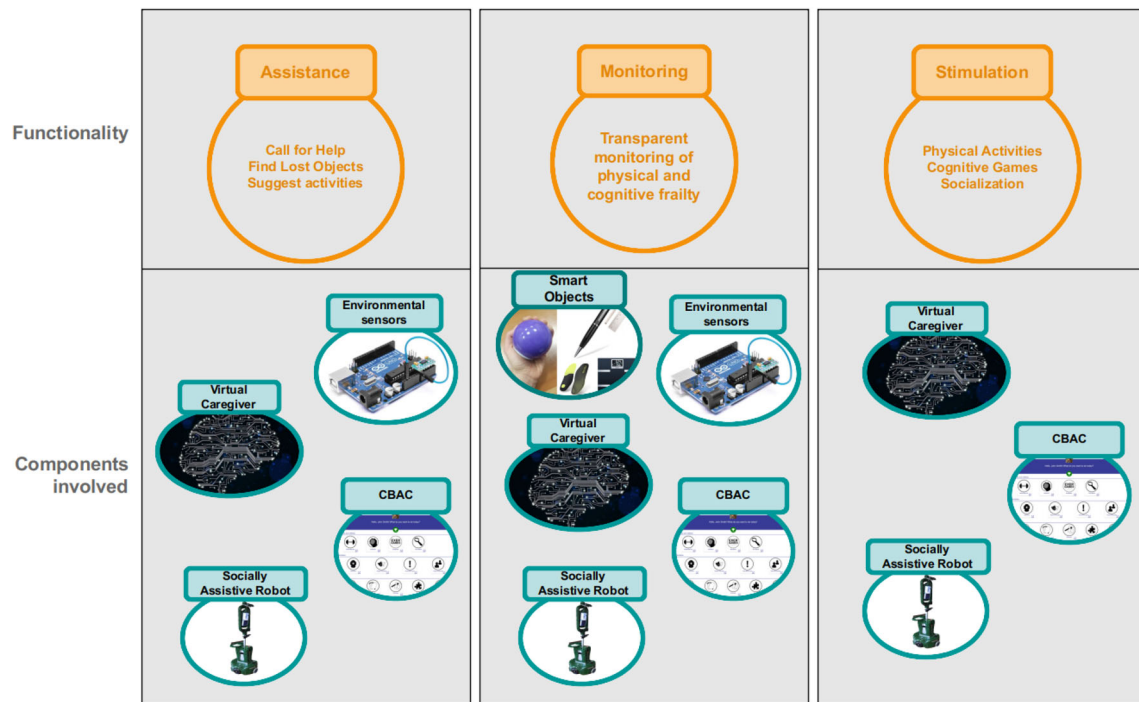 Functionality
Assistance
Call for Help
Find Lost Objects
Suggest activities
Monitoring
Transparent
monitoring of
physical and
cognitive frailty
Stimulation
Physical Activities
Cognitive Games
Socialization
Components
involved
Environmental
sensors
Virtual
Caregiver
CBAC
Socially
Assistive Robot
Smart
Objects
Environmental
sensors
Virtual
Caregiver
CBAC
Socially
Assistive Robot
Virtual
Caregiver
CBAC
Socially
Assistive Robot